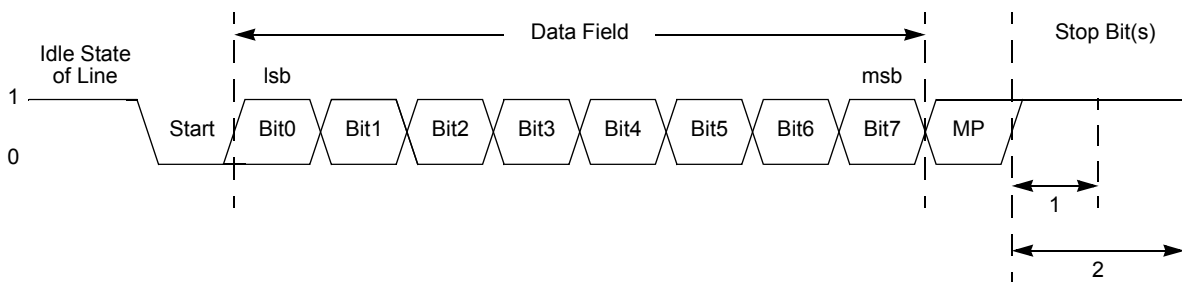 Data Field
Stop Bit(s)
Idle State
of Line
lsb
msb
1
Start
Bit0
Bit1
Bit2
Bit3
Bit4
Bit5
Bit6
Bit7
MP
0
1
2